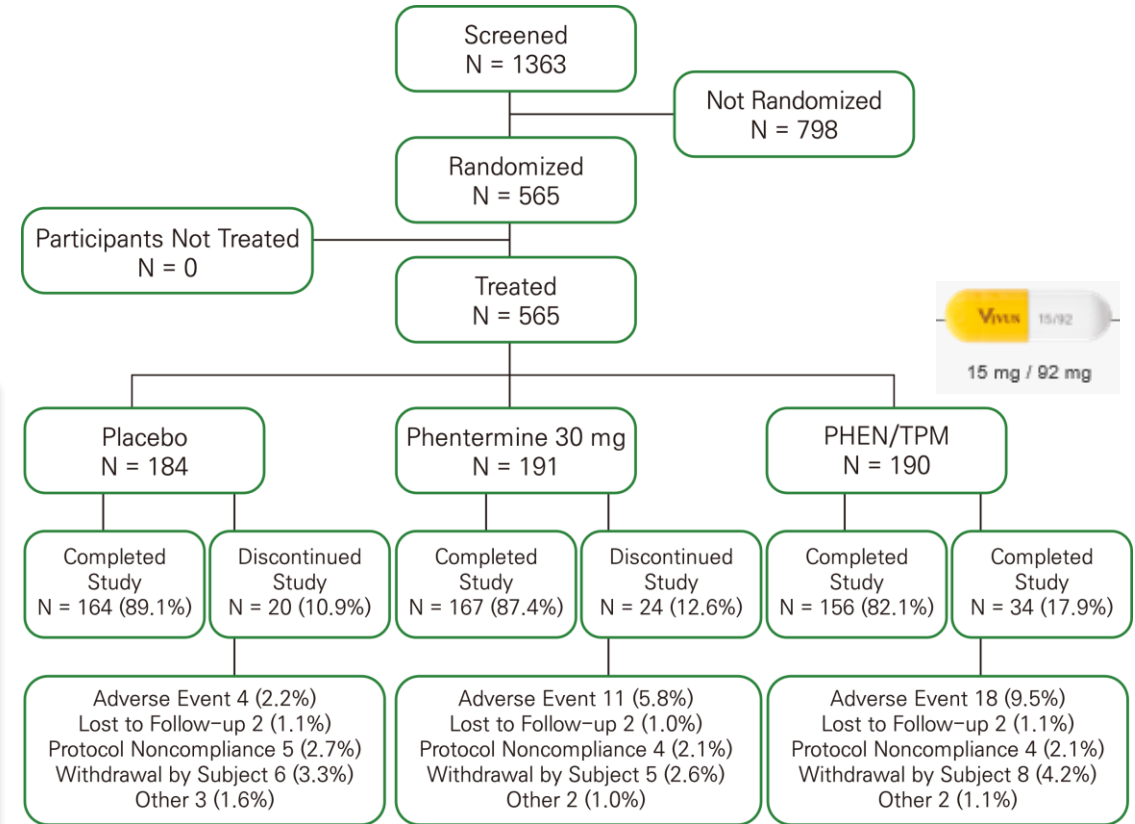 Screened
N = 1363
Not Randomized
N = 798
Randomized
N = 565
Participants Not Treated
N = 0
Treated
N = 565
VIVUS 15/92
15 mg / 92 mg
Placebo
N = 184
Phentermine 30 mg
N = 191
PHEN/TPM
N = 190
Completed
Study
N = 164 (89.1%)
Discontinued
Study
N = 20 (10.9%)
Completed
Study
N = 167 (87.4%)
Discontinued
Study
N = 24 (12.6%)
Completed
Study
N = 156 (82.1%)
Completed
Study
N = 34 (17.9%)
Adverse Event 4 (2.2%)
Lost to Follow-up 2 (1.1%)
Protocol Noncompliance 5 (2.7%)
Withdrawal by Subject 6 (3.3%)
Other 3 (1.6%)
Adverse Event 11 (5.8%)
Lost to Follow-up 2 (1.0%)
Protocol Noncompliance 4 (2.1%)
Withdrawal by Subject 5 (2.6%)
Other 2 (1.0%)
Adverse Event 18 (9.5%)
Lost to Follow-up 2 (1.1%)
Protocol Noncompliance 4 (2.1%)
Withdrawal by Subject 8 (4.2%)
Other 2 (1.1%)